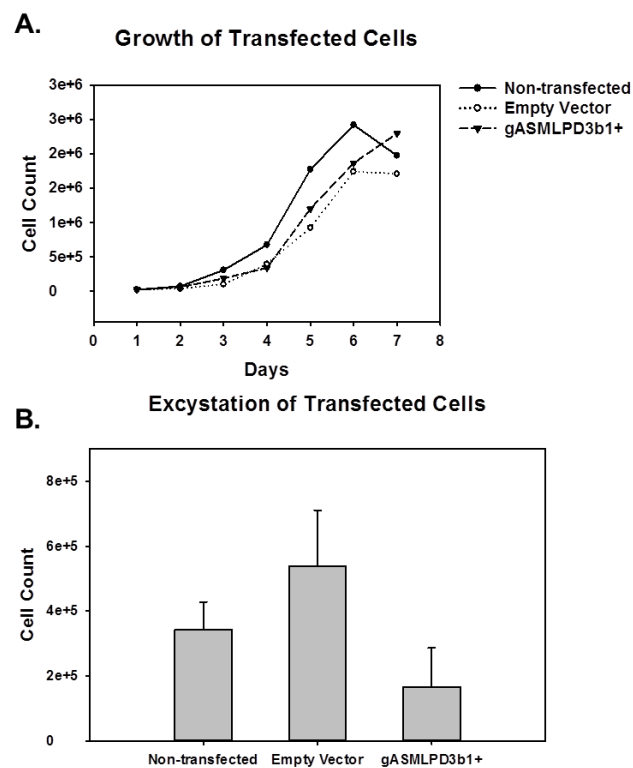 A.
Growth of Transfected Cells
3e+6
3e+6
2e+6
2e+6
1e+6
5e+5
0
Cell Count
0 1 2 3 4 5 6 7 8
Days
Non-transfected
Empty Vector
gASMLPD3b1+
Excystation of Transfected Cells
B.
8e+5
6e+5
4e+5
2e+5
0
Cell Count
Non-transfected Empty Vector gASMLPD3b1+